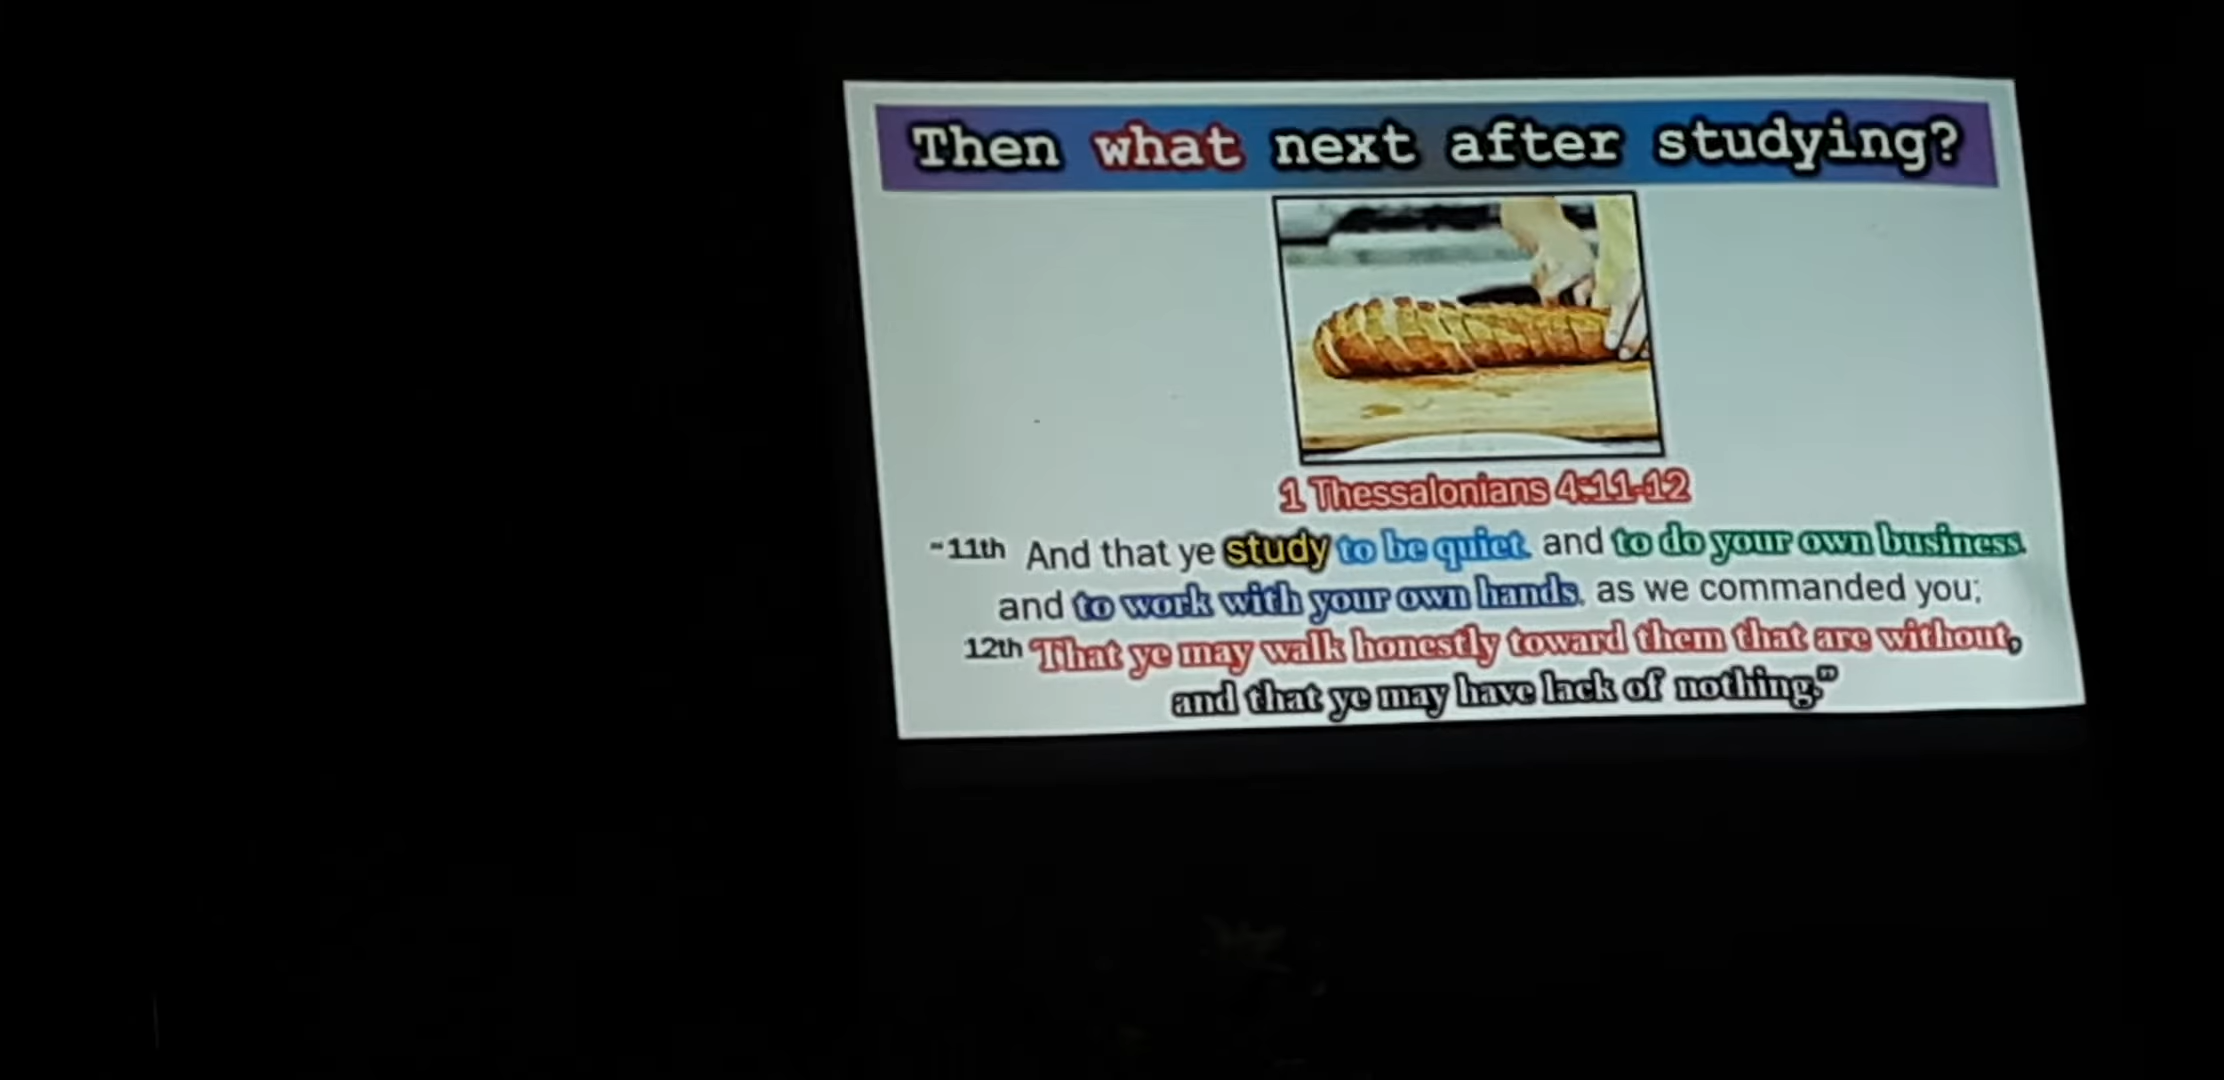 Then what next after studying?
1 Thessalonians 4:11-12
"11th And that ye study to be quiet, and to do your own business,
and to work with your own hands, as we commanded you;
12th That ye may walk honestly toward them that are without,
and that ye may have lack of nothing."